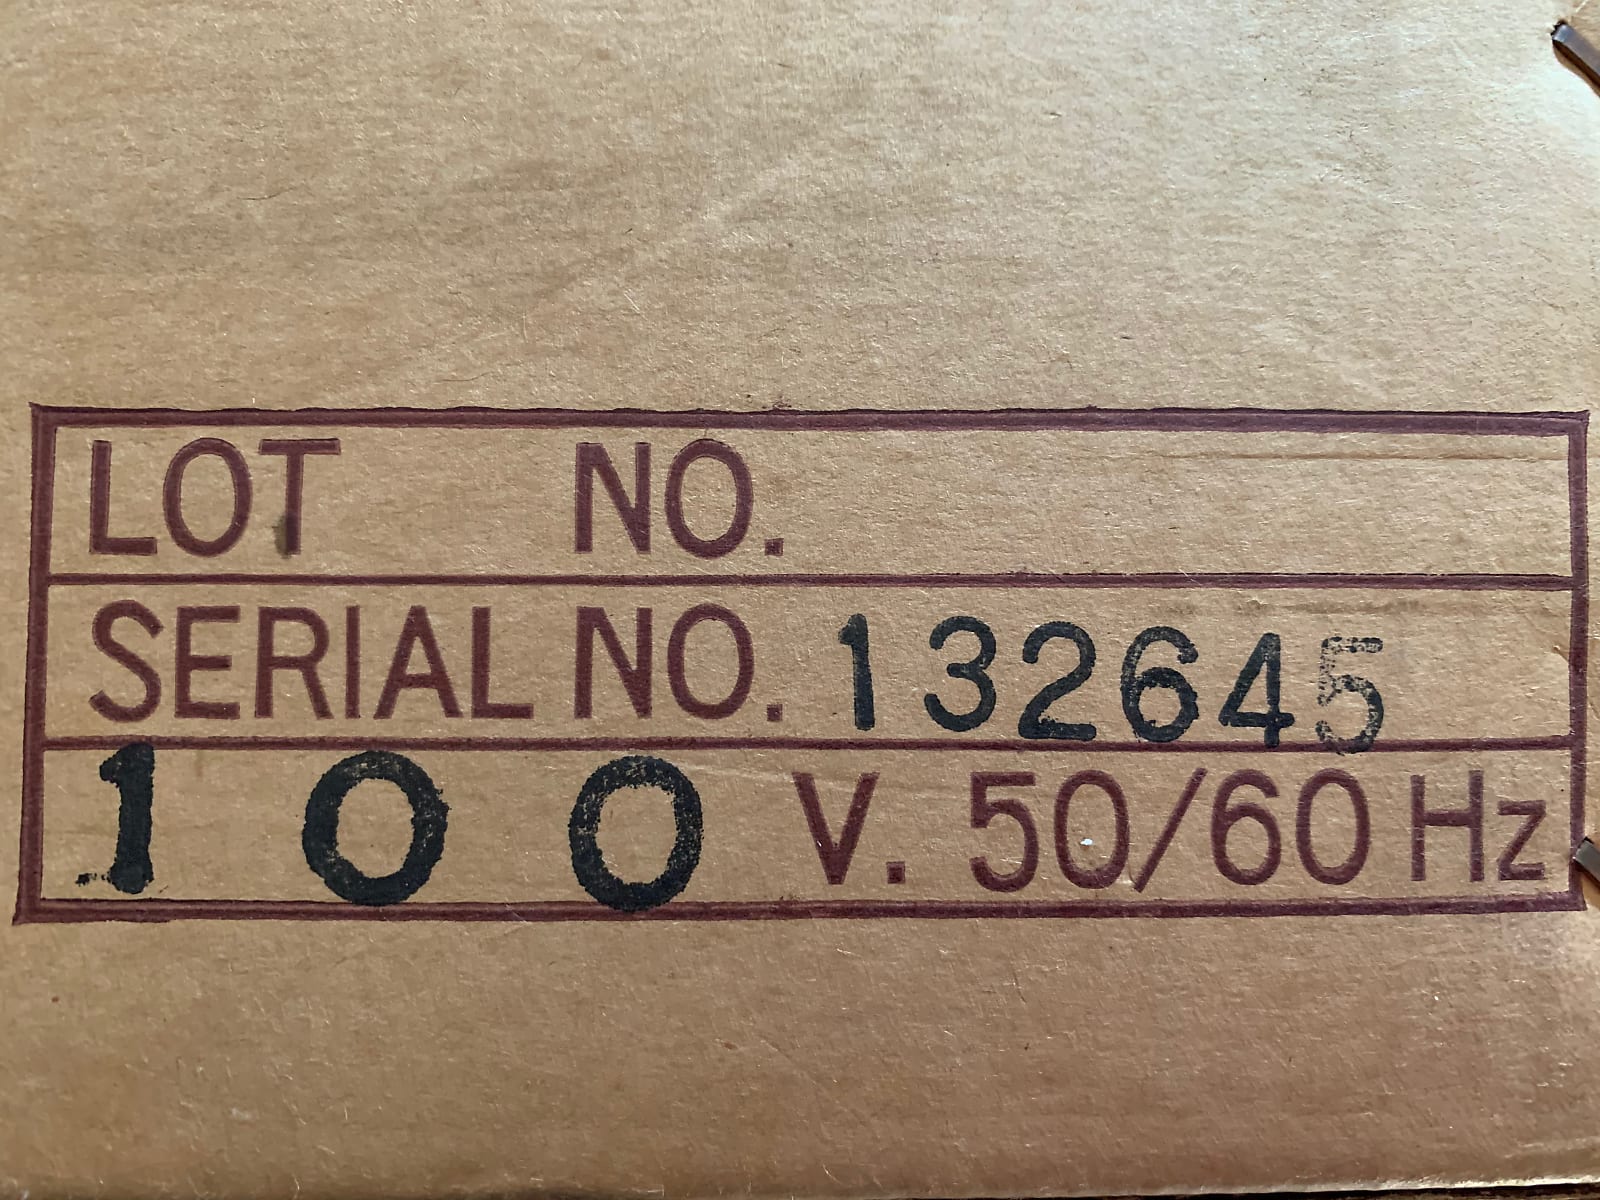 LOT NO.
SERIAL NO. 132645
100 V. 50/60 Hz